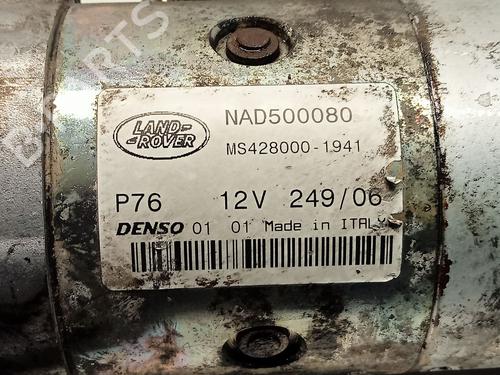 LAND-
-ROVER
NAD500080
MS428000-1941
P76 12V 249/06
DENSO 01 01 Made in ITALY